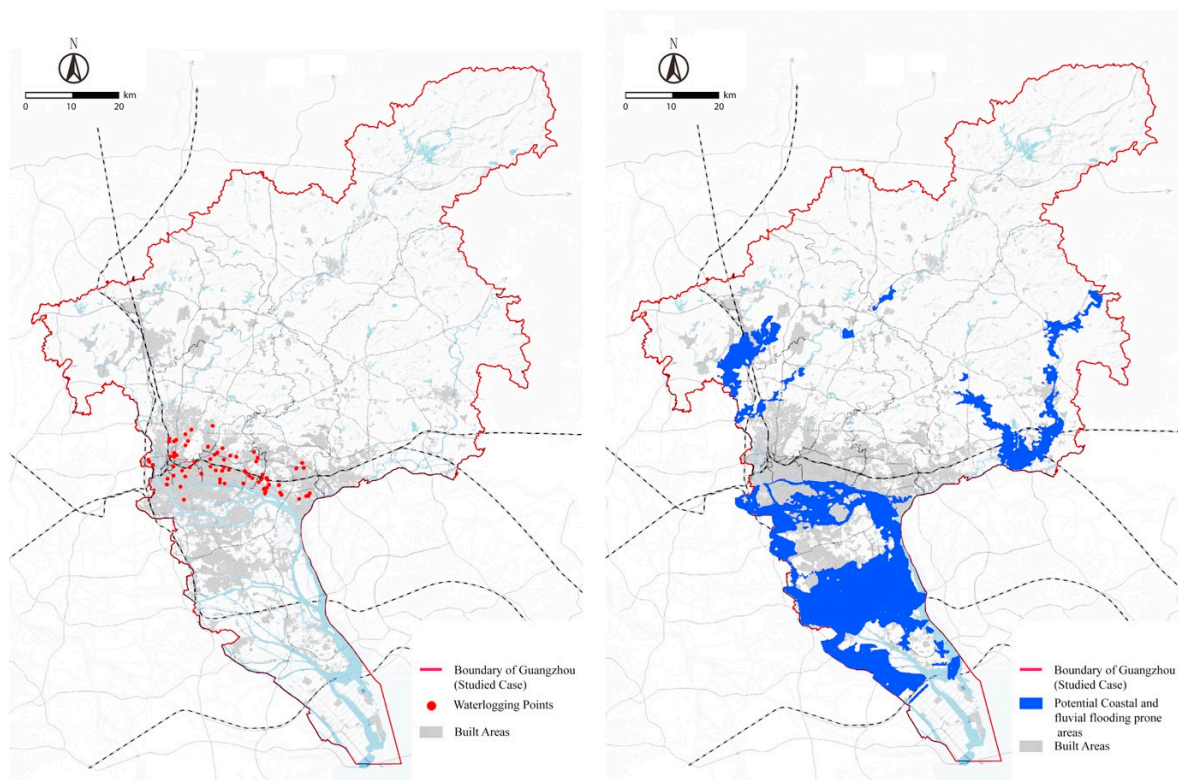 N
km
0 10 20
Boundary of Guangzhou
(Studied Case)
Waterlogging Points
Built Areas
N
km
0 10 20
Boundary of Guangzhou
(Studied Case)
Potential Coastal and
fluvial flooding prone
areas
Built Areas